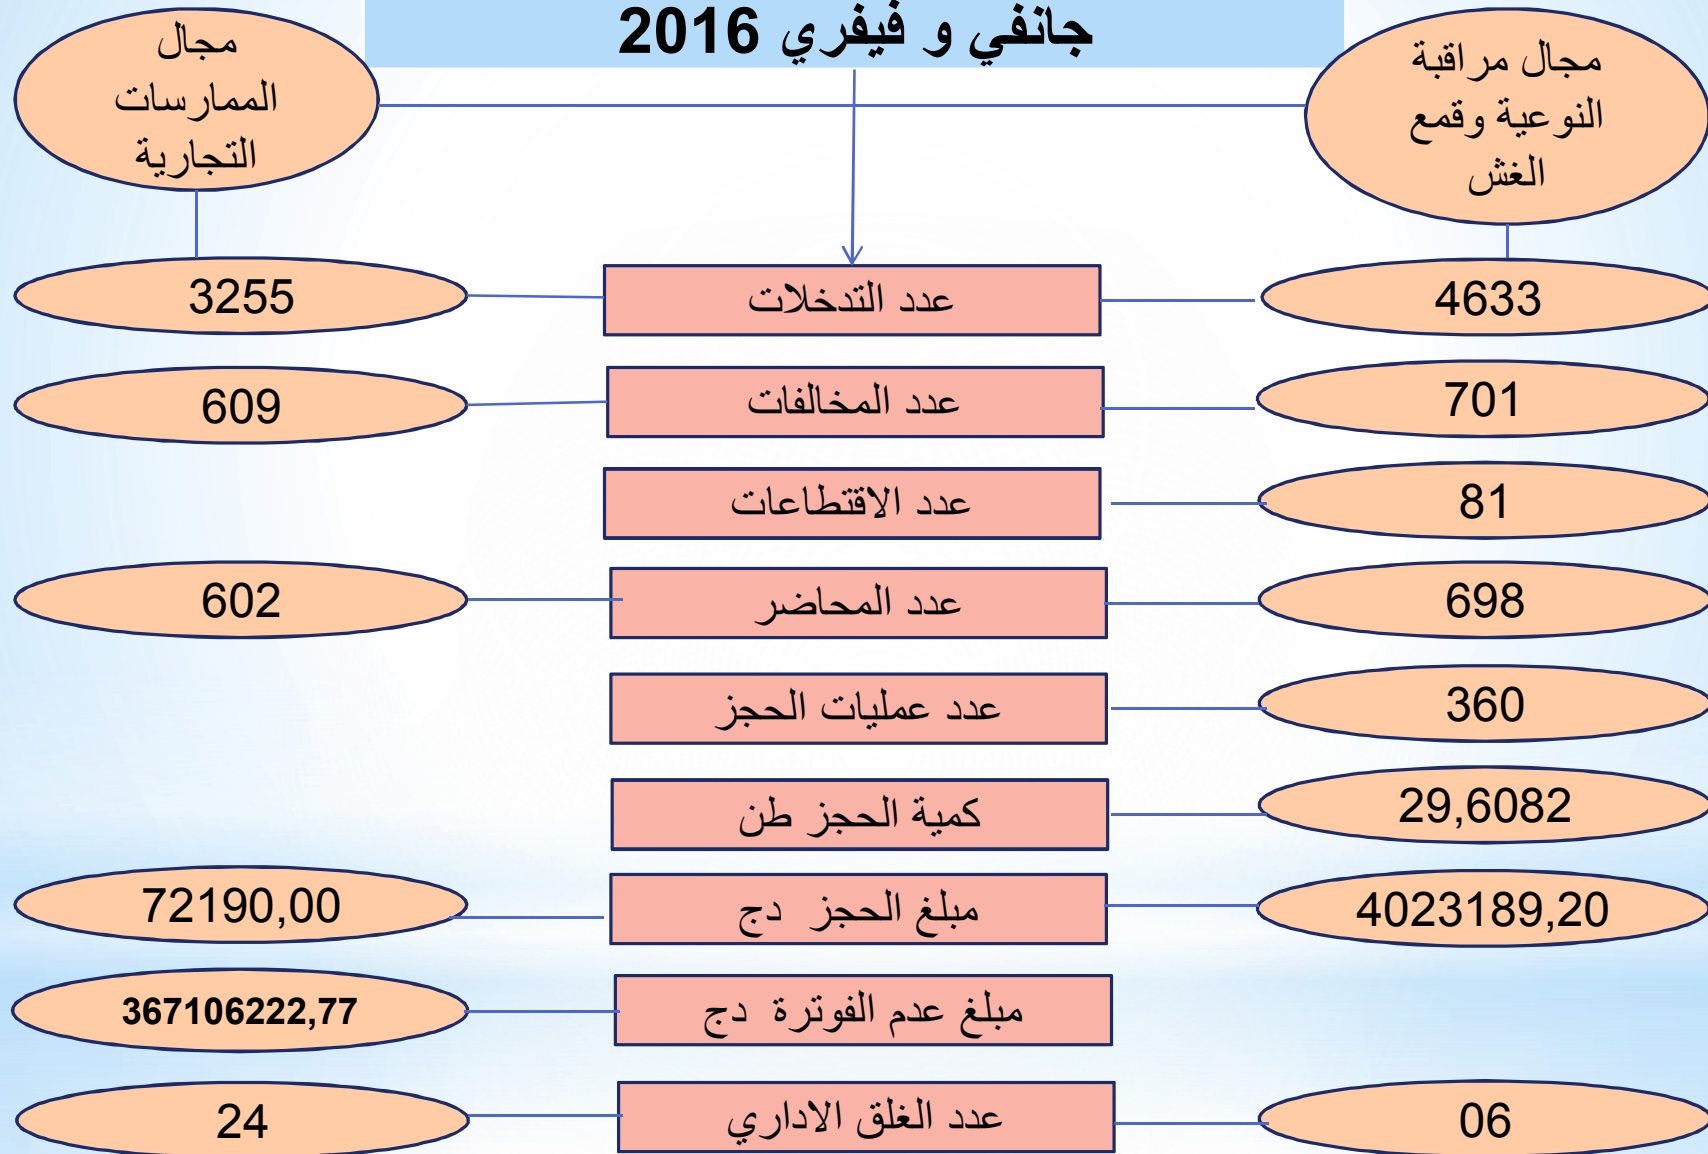 جانفي و فيفري 2016
مجال مراقبة
النوعية وقمع
الغش
مجال
الممارسات
التجارية
4633
عدد التدخلات
3255
701
عدد المخالفات
609
81
عدد الاقتطاعات
698
عدد المحاضر
602
360
عدد عمليات الحجز
29,6082
كمية الحجز طن
4023189,20
مبلغ الحجز دج
72190,00
مبلغ عدم الفوترة دج
367106222,77
06
عدد الغلق الاداري
24